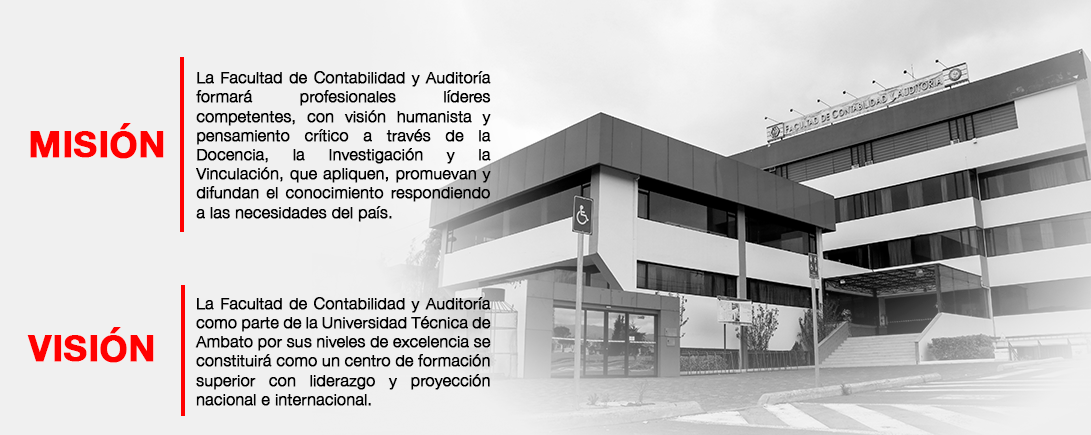 MISIÓN
La Facultad de Contabilidad y Auditoría
formará profesionales líderes
competentes, con visión humanista y
pensamiento crítico a través de la
Docencia, la Investigación y la
Vinculación, que apliquen, promuevan y
difundan el conocimiento respondiendo
a las necesidades del país.
VISIÓN
La Facultad de Contabilidad y Auditoría
como parte de la Universidad Técnica de
Ambato por sus niveles de excelencia se
constituirá como un centro de formación
superior con liderazgo y proyección
nacional e internacional.
FACULTAD DE CONTABILIDAD Y AUDITORIA